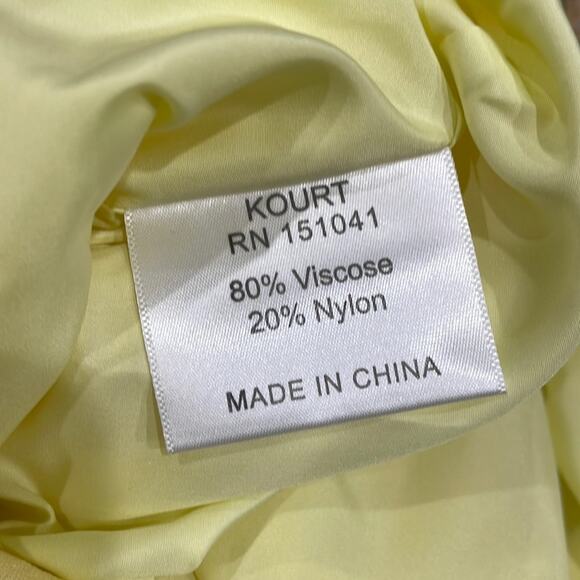 KOURT
RN 151041
80% Viscose
20% Nylon
MADE IN CHINA